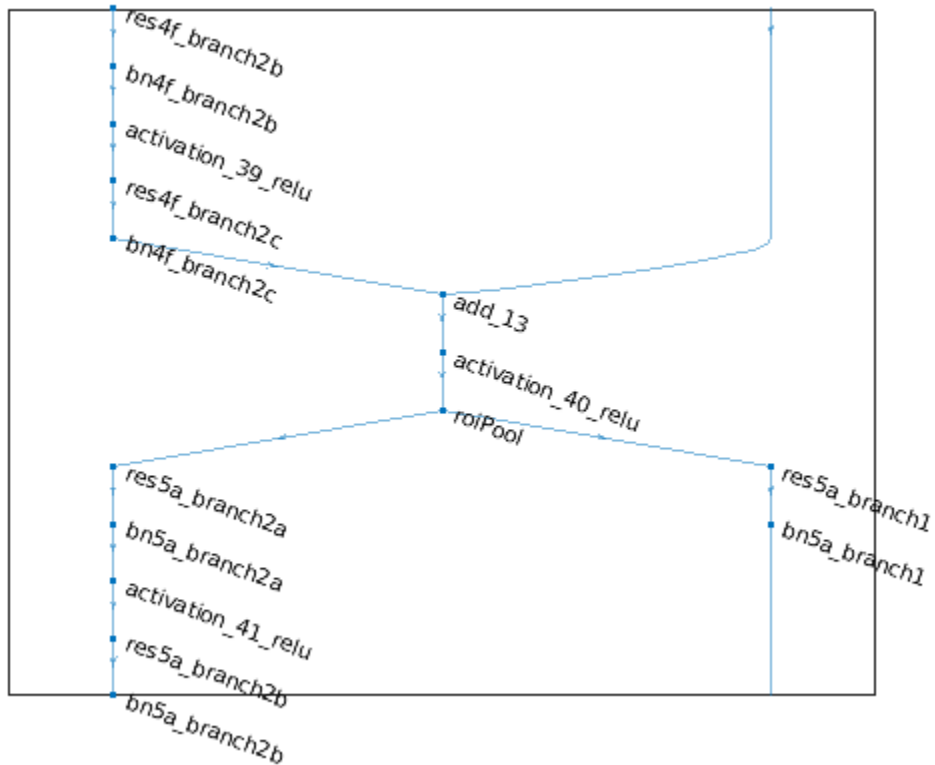 res4f_branch2b
bn4f_branch2b
activation_39_relu
res4f_branch2c
bn4f_branch2c
add_13
activation_40_relu
roiPool
res5a_branch2a
res5a_branch1
bn5a_branch2a
bn5a_branch1
activation_41_relu
res5a_branch2b
bn5a_branch2b